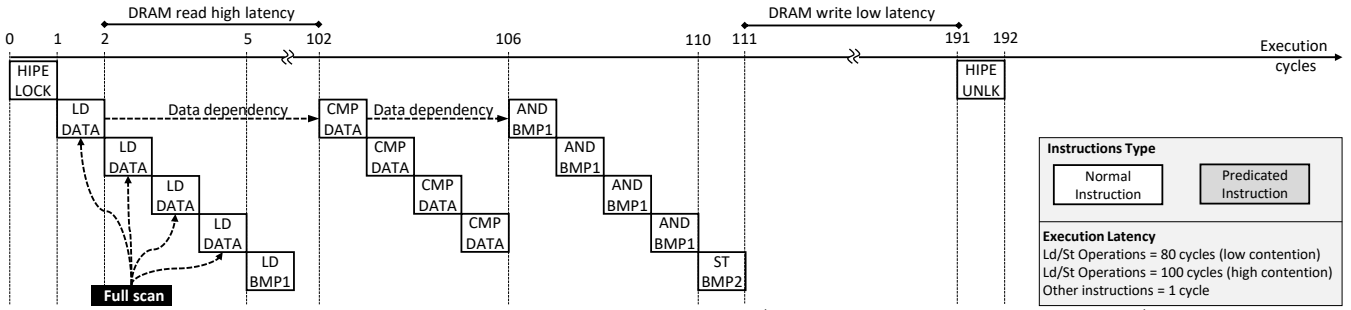 DRAM read high latency
DRAM write low latency
0 1 2 5 102 106 110 111 191 192
Execution
cycles
HIPE
LOCK
HIPE
UNLK
LD
DATA
Data dependency
CMP
DATA
Data dependency
AND
BMP1
LD
DATA
CMP
DATA
AND
BMP1
LD
DATA
CMP
DATA
AND
BMP1
LD
DATA
CMP
DATA
AND
BMP1
LD
BMP1
ST
BMP2
Full scan
Instructions Type
Normal
Instruction
Predicated
Instruction
Execution Latency
Ld/St Operations = 80 cycles (low contention)
Ld/St Operations = 100 cycles (high contention)
Other instructions = 1 cycle